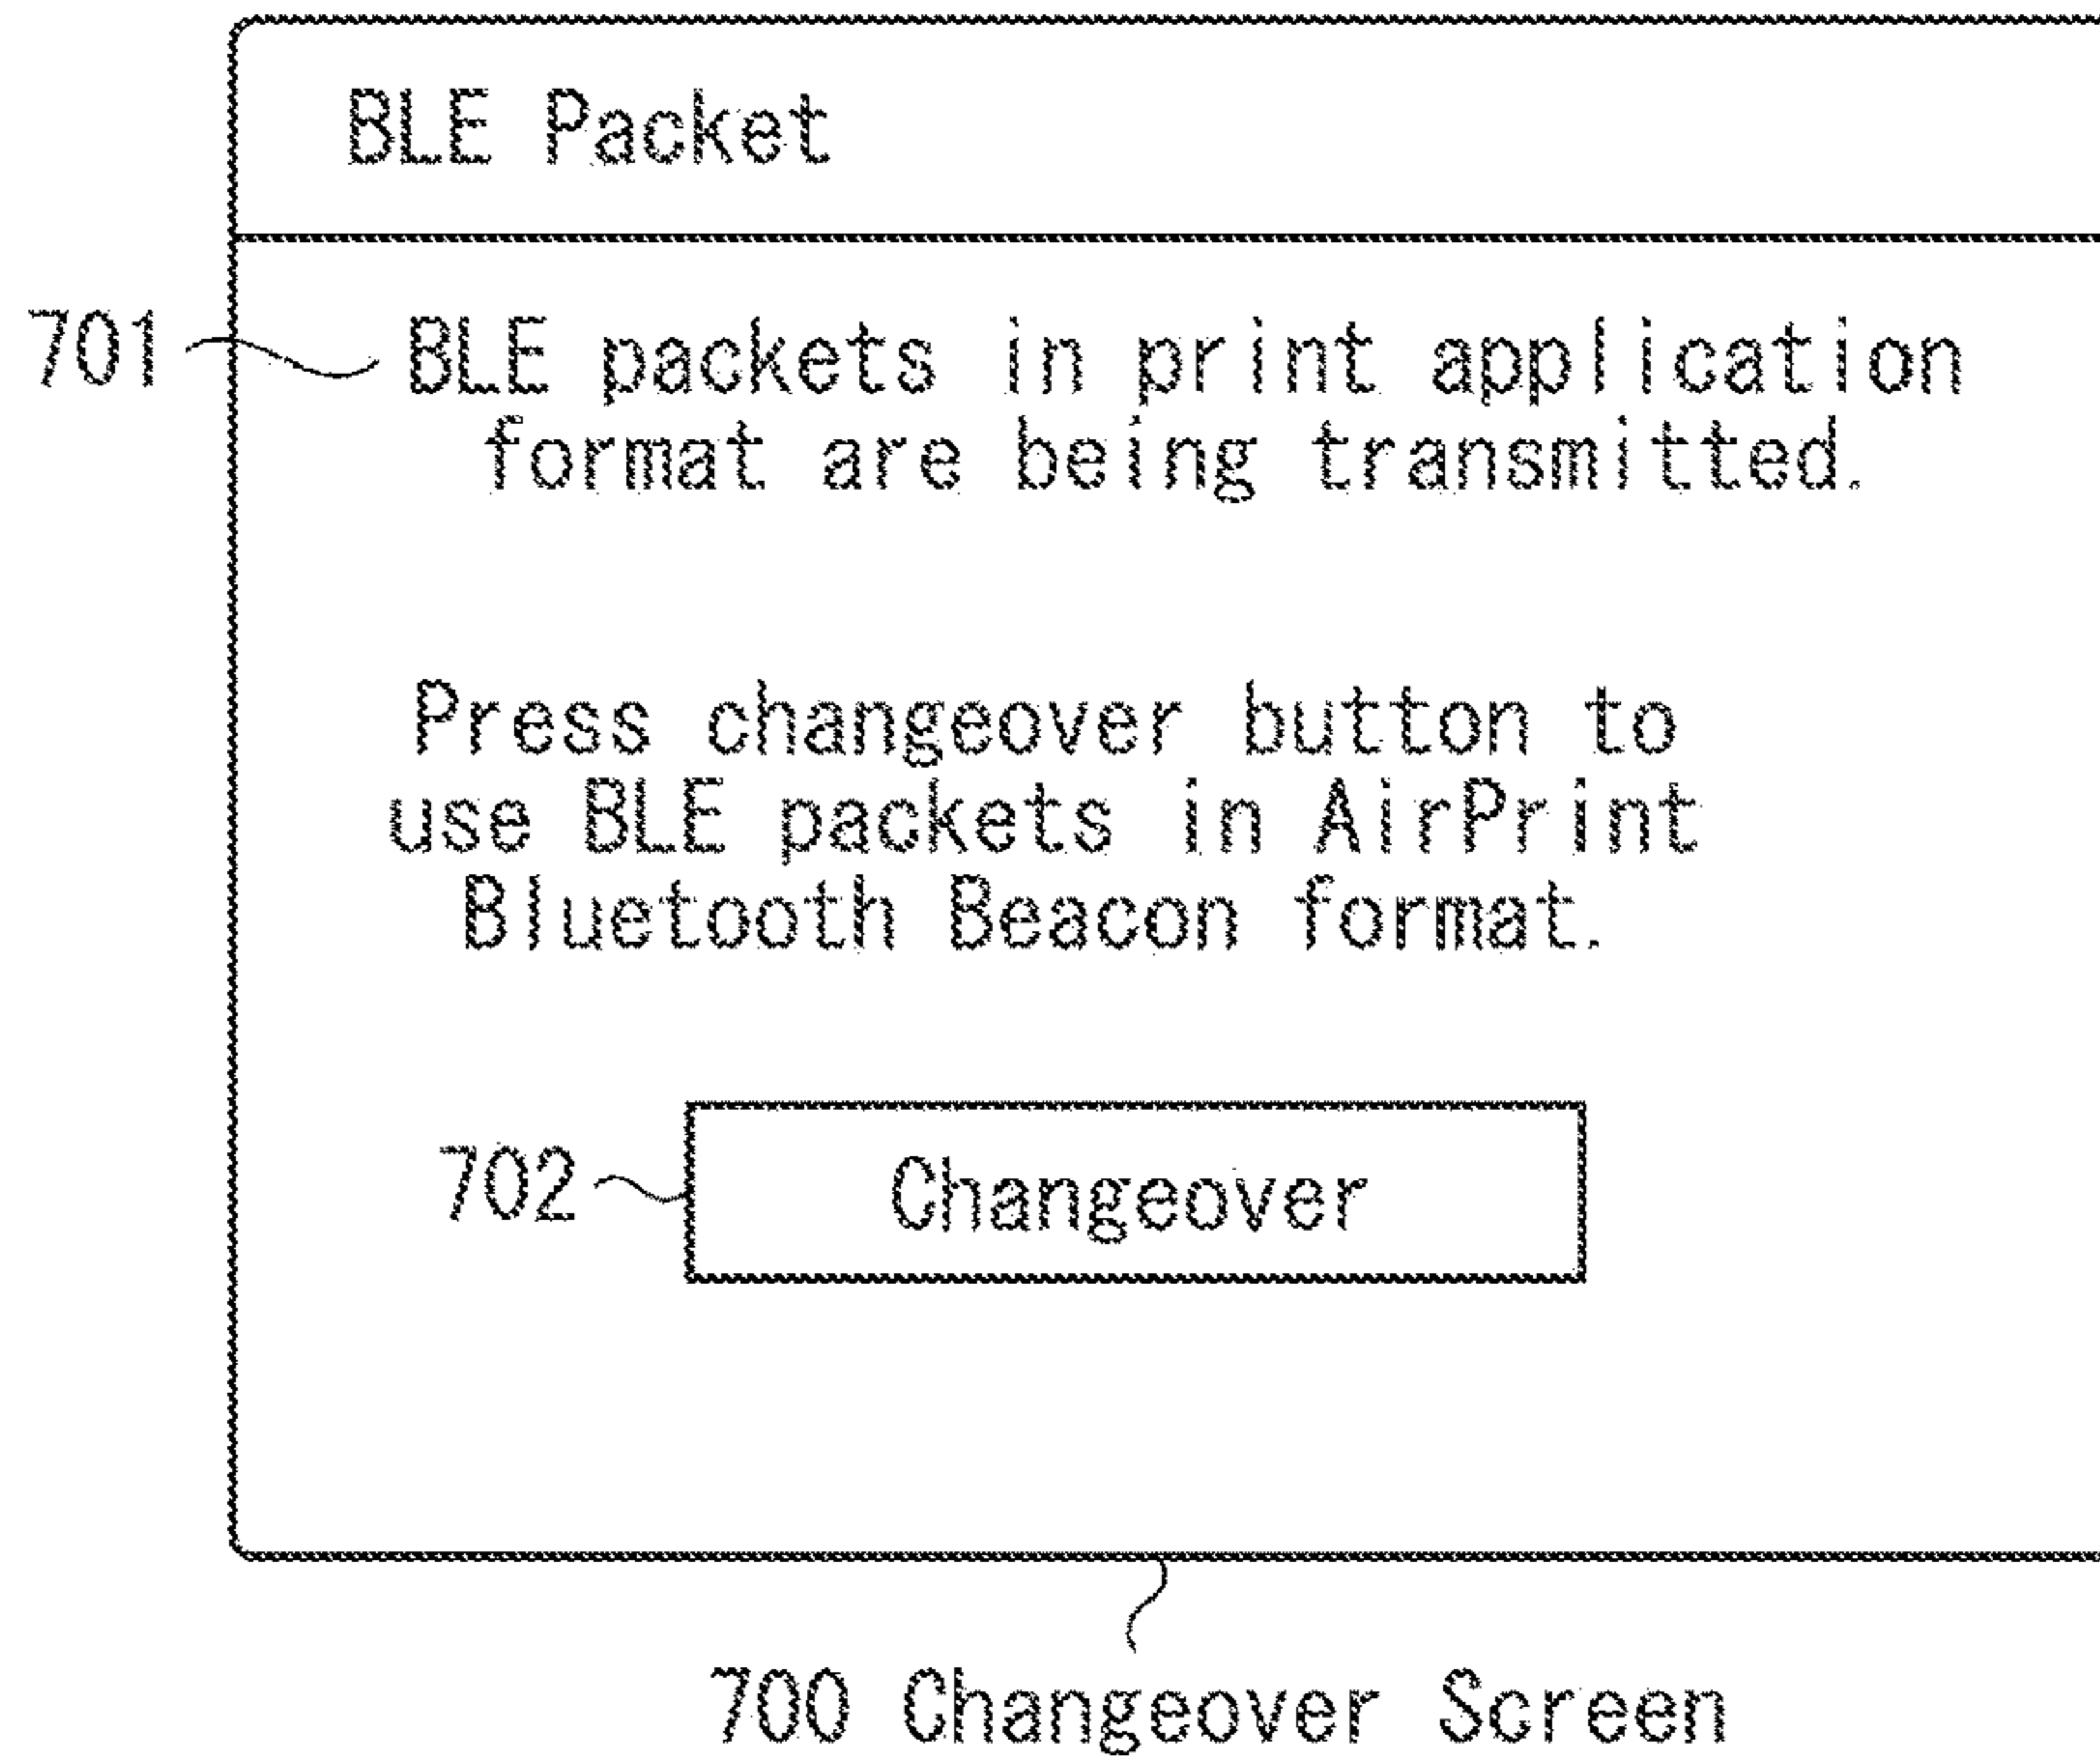 BLE Packet
701
BLE packets in print application
format are being transmitted.
Press changeover button to
use BLE packets in AirPrint
Bluetooth Beacon format.
702
Changeover
700 Changeover Screen